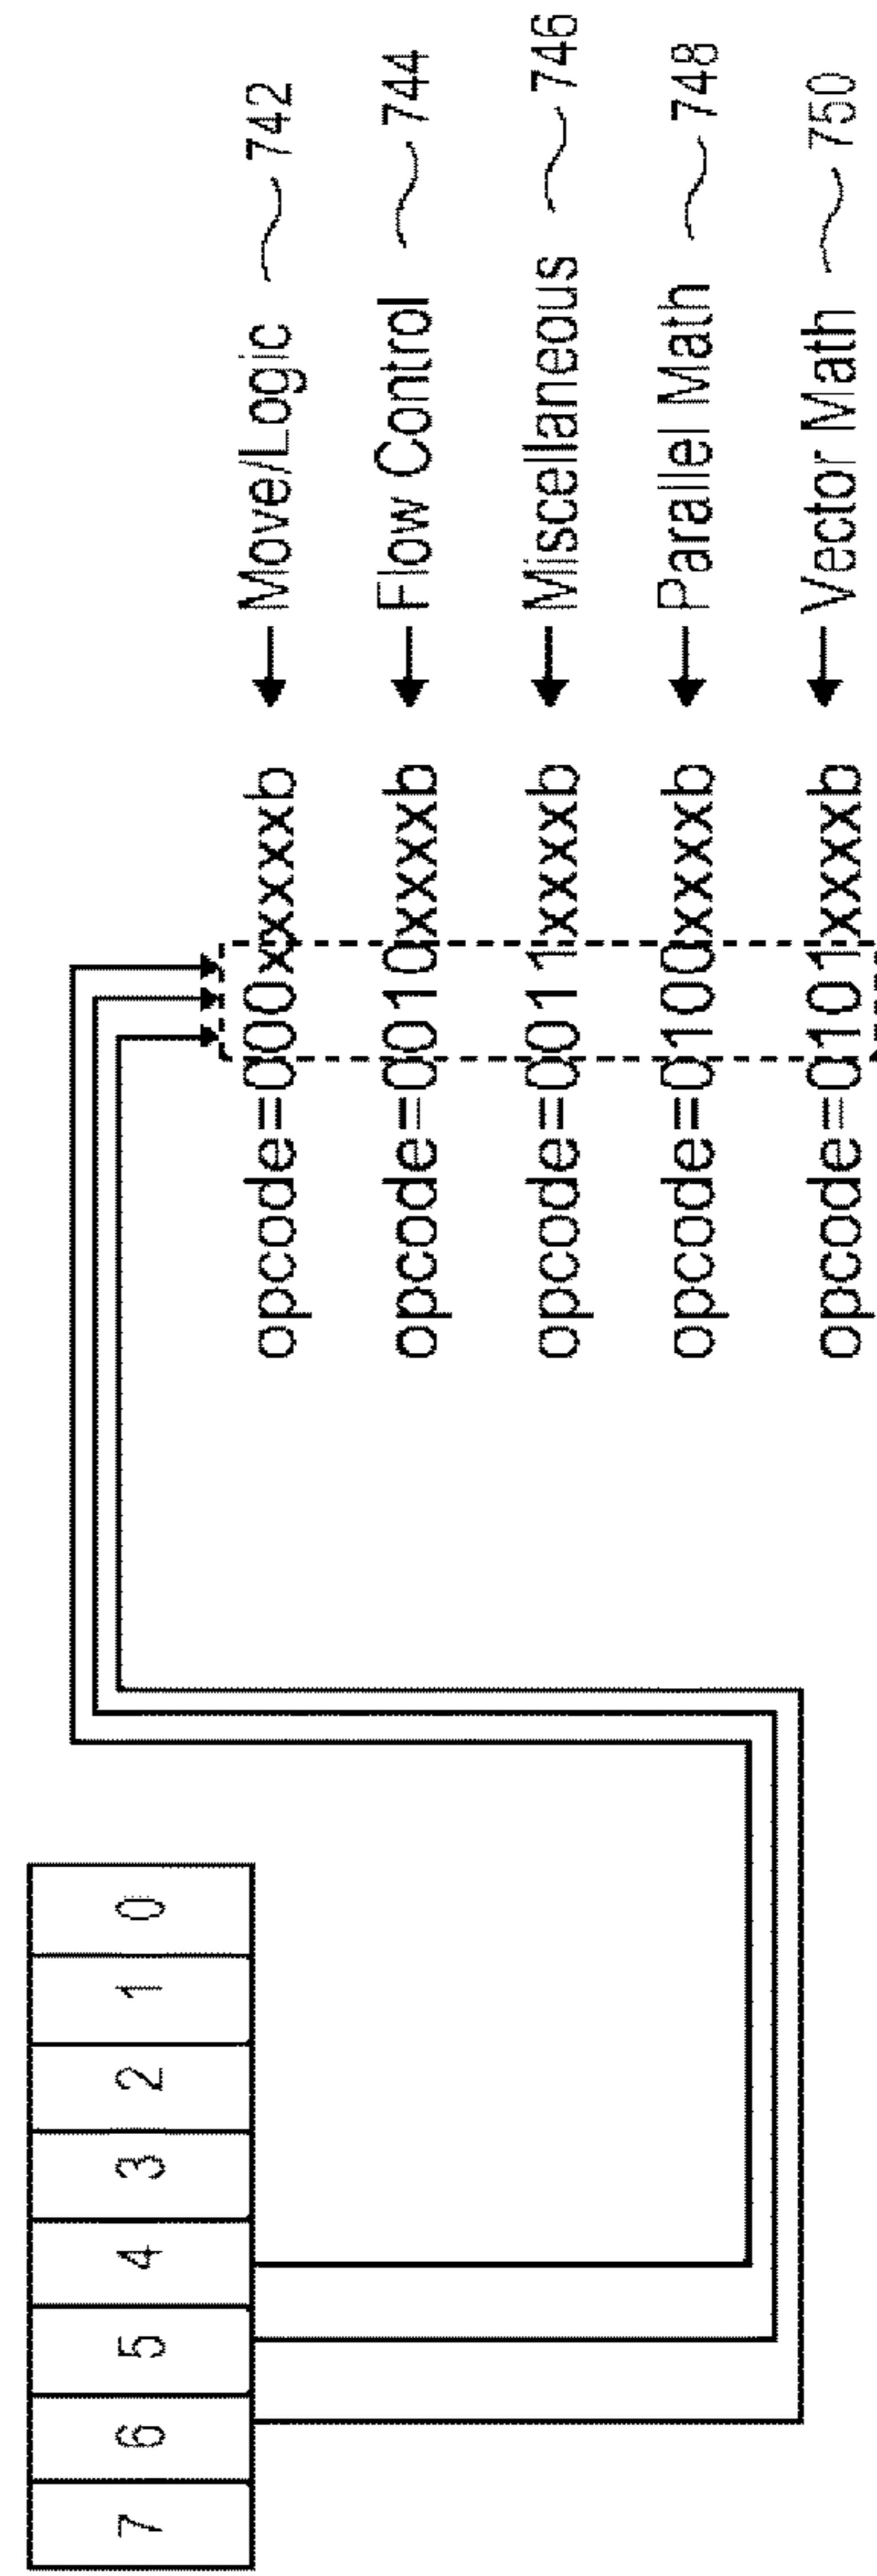 7 6 5 4 3 2 1 0
opcode=000xxxxxb Move/Logic 742
opcode=0010xxxxb Flow Control 744
opcode=0011xxxxb Miscellaneous 746
opcode=0100xxxxb Parallel Math 748
opcode=0101xxxxb Vector Math 750